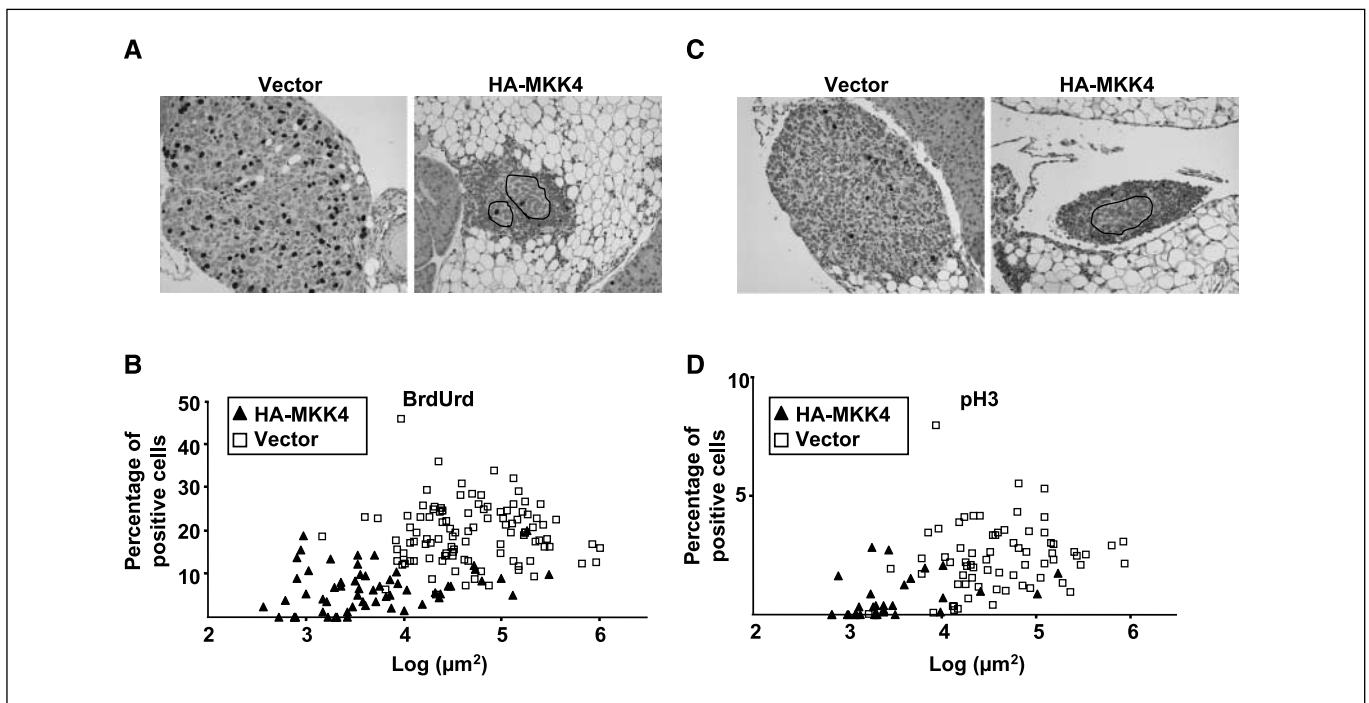 A
Vector
HA-MKK4
C
Vector
HA-MKK4
B
BrdUrd
HA-MKK4
Vector
Percentage of
positive cells
50
40
30
20
10
2
3
4
5
6
Log (µm²)
D
pH3
HA-MKK4
Vector
Percentage of
positive cells
10
5
2
3
4
5
6
Log (µm²)